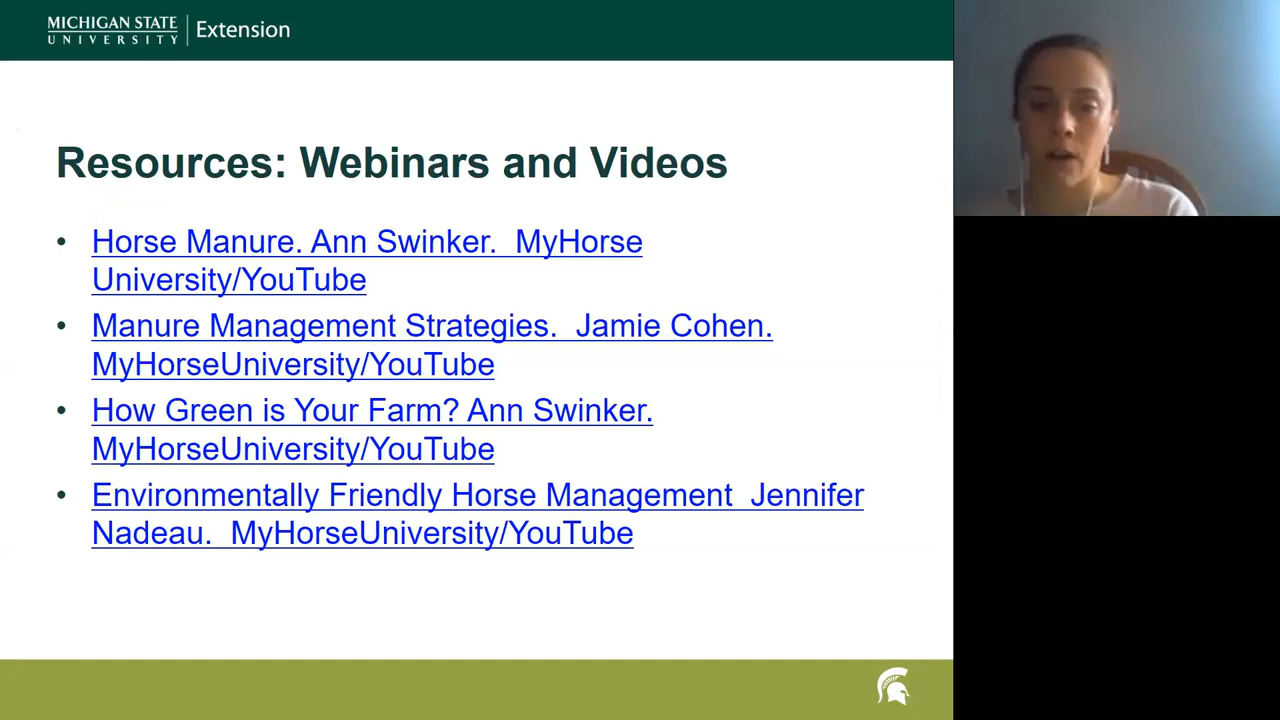 MICHIGAN STATE
UNIVERSITY
Extension
Resources: Webinars and Videos
• Horse Manure. Ann Swinker.  MyHorse
University/YouTube
• Manure Management Strategies.  Jamie Cohen.
MyHorseUniversity/YouTube
• How Green is Your Farm? Ann Swinker.
MyHorseUniversity/YouTube
• Environmentally Friendly Horse Management  Jennifer
Nadeau.  MyHorseUniversity/YouTube